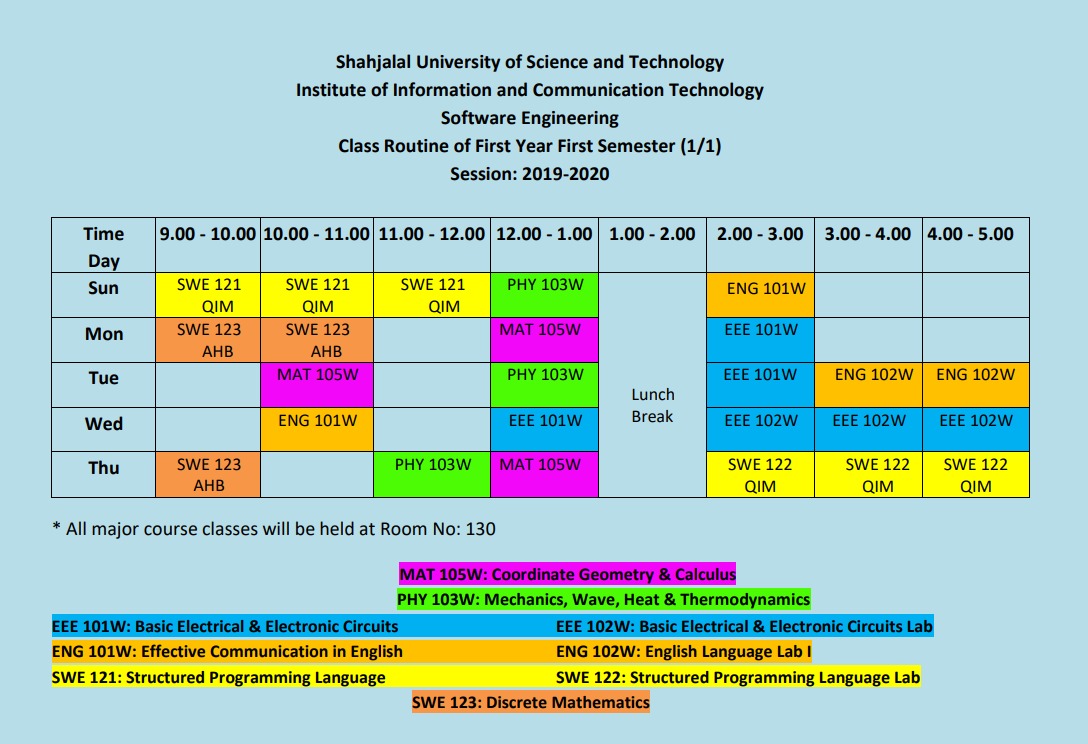 Shahjalal University of Science and Technology
Institute of Information and Communication Technology
Software Engineering
Class Routine of First Year First Semester (1/1)
Session: 2019-2020
Time Day 9.00 - 10.00 10.00 - 11.00 11.00 - 12.00 12.00 - 1.00 1.00 - 2.00 2.00 - 3.00 3.00 - 4.00 4.00 - 5.00
Sun SWE 121 QIM SWE 121 QIM SWE 121 QIM PHY 103W ENG 101W
Mon SWE 123 AHB SWE 123 AHB MAT 105W EEE 101W
Tue MAT 105W PHY 103W Lunch Break EEE 101W ENG 102W ENG 102W
Wed ENG 101W EEE 101W EEE 102W EEE 102W EEE 102W
Thu SWE 123 AHB PHY 103W MAT 105W SWE 122 QIM SWE 122 QIM SWE 122 QIM
* All major course classes will be held at Room No: 130
MAT 105W: Coordinate Geometry & Calculus
PHY 103W: Mechanics, Wave, Heat & Thermodynamics
EEE 101W: Basic Electrical & Electronic Circuits EEE 102W: Basic Electrical & Electronic Circuits Lab
ENG 101W: Effective Communication in English ENG 102W: English Language Lab I
SWE 121: Structured Programming Language SWE 122: Structured Programming Language Lab
SWE 123: Discrete Mathematics